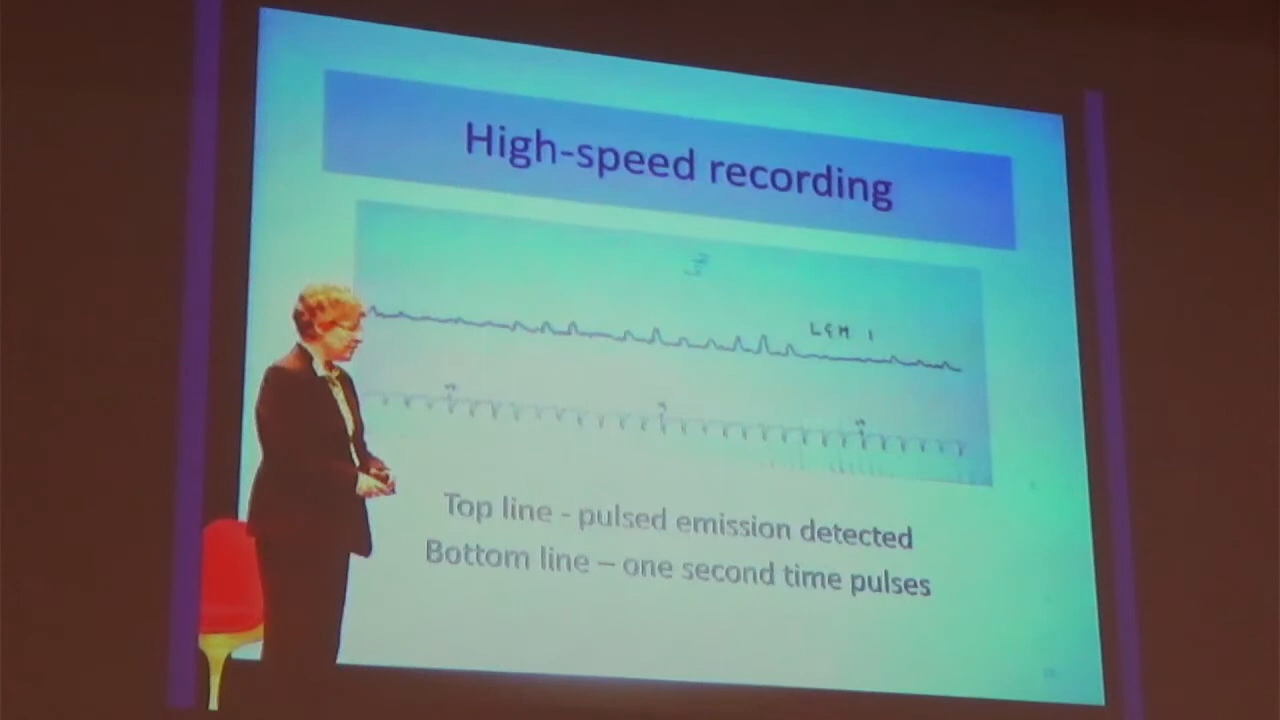 High-speed recording
LGM 1
Top line - pulsed emission detected
Bottom line – one second time pulses